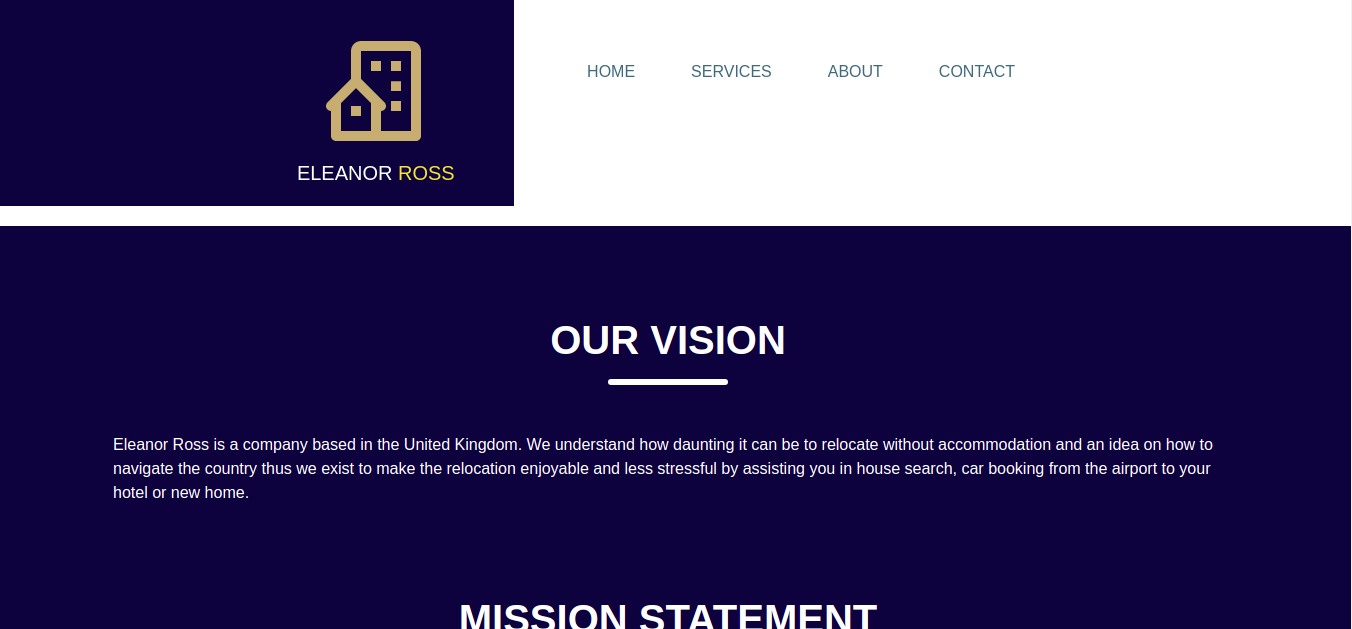 HOME SERVICES ABOUT CONTACT
ELEANOR ROSS
OUR VISION
Eleanor Ross is a company based in the United Kingdom. We understand how daunting it can be to relocate without accommodation and an idea on how to
navigate the country thus we exist to make the relocation enjoyable and less stressful by assisting you in house search, car booking from the airport to your
hotel or new home.
MISSION STATEMENT